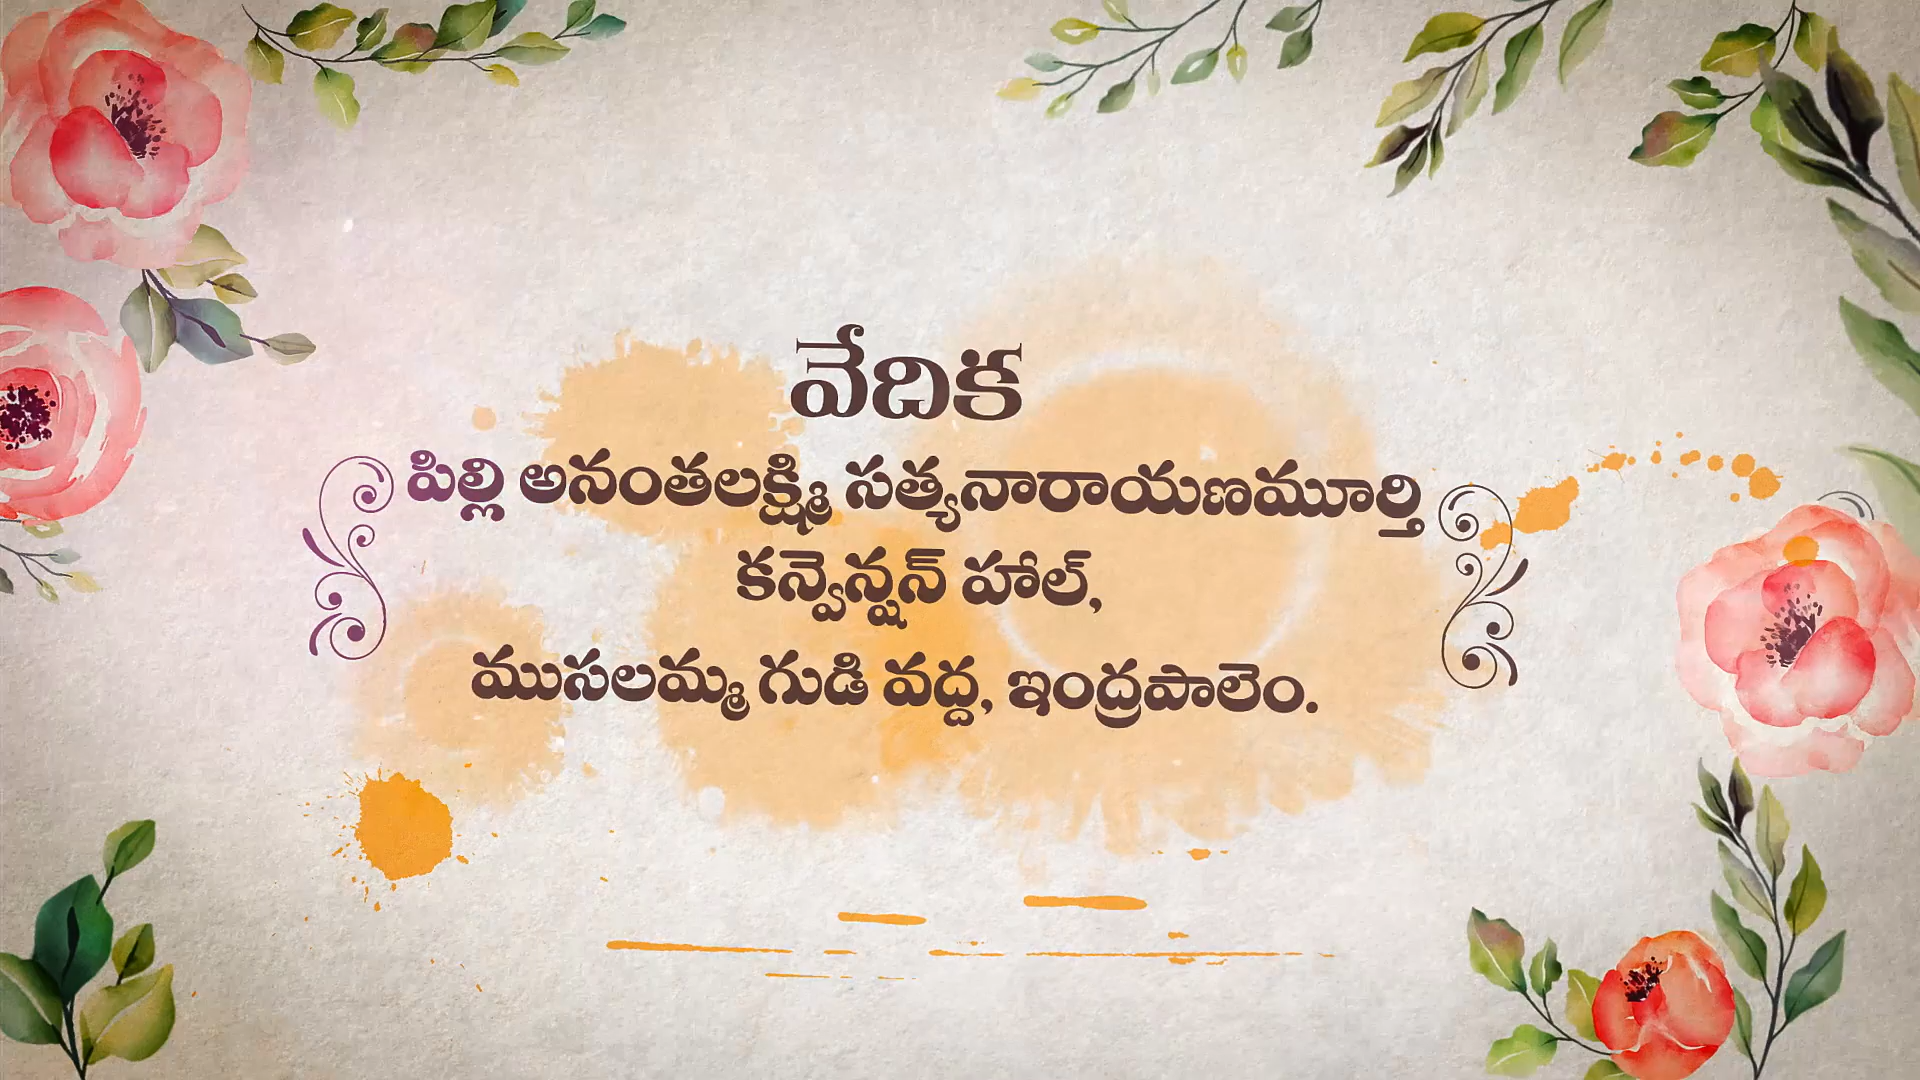 వేదిక
పిల్లి అనంతలక్ష్మి సత్యనారాయణమూర్తి
కన్వెన్షన్ హాల్,
ముసలమ్మ గుడి వద్ద, ఇంద్రపాలెం.